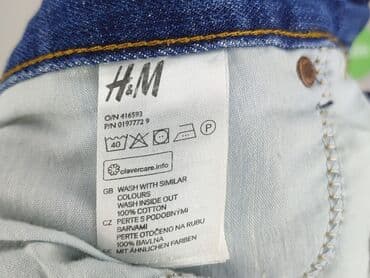 H&M
O/N 416593
P/N 0197772 9
40 P
clevercare.info
GB WASH WITH SIMILAR
COLOURS
WASH INSIDE OUT
100% COTTON
CZ PERTE S PODOBNÝMI
BARVAMI
PERTE OTOČENÉ NA RUBU
100% BAVLNA
MIT ÄHNLICHEN FARBEN